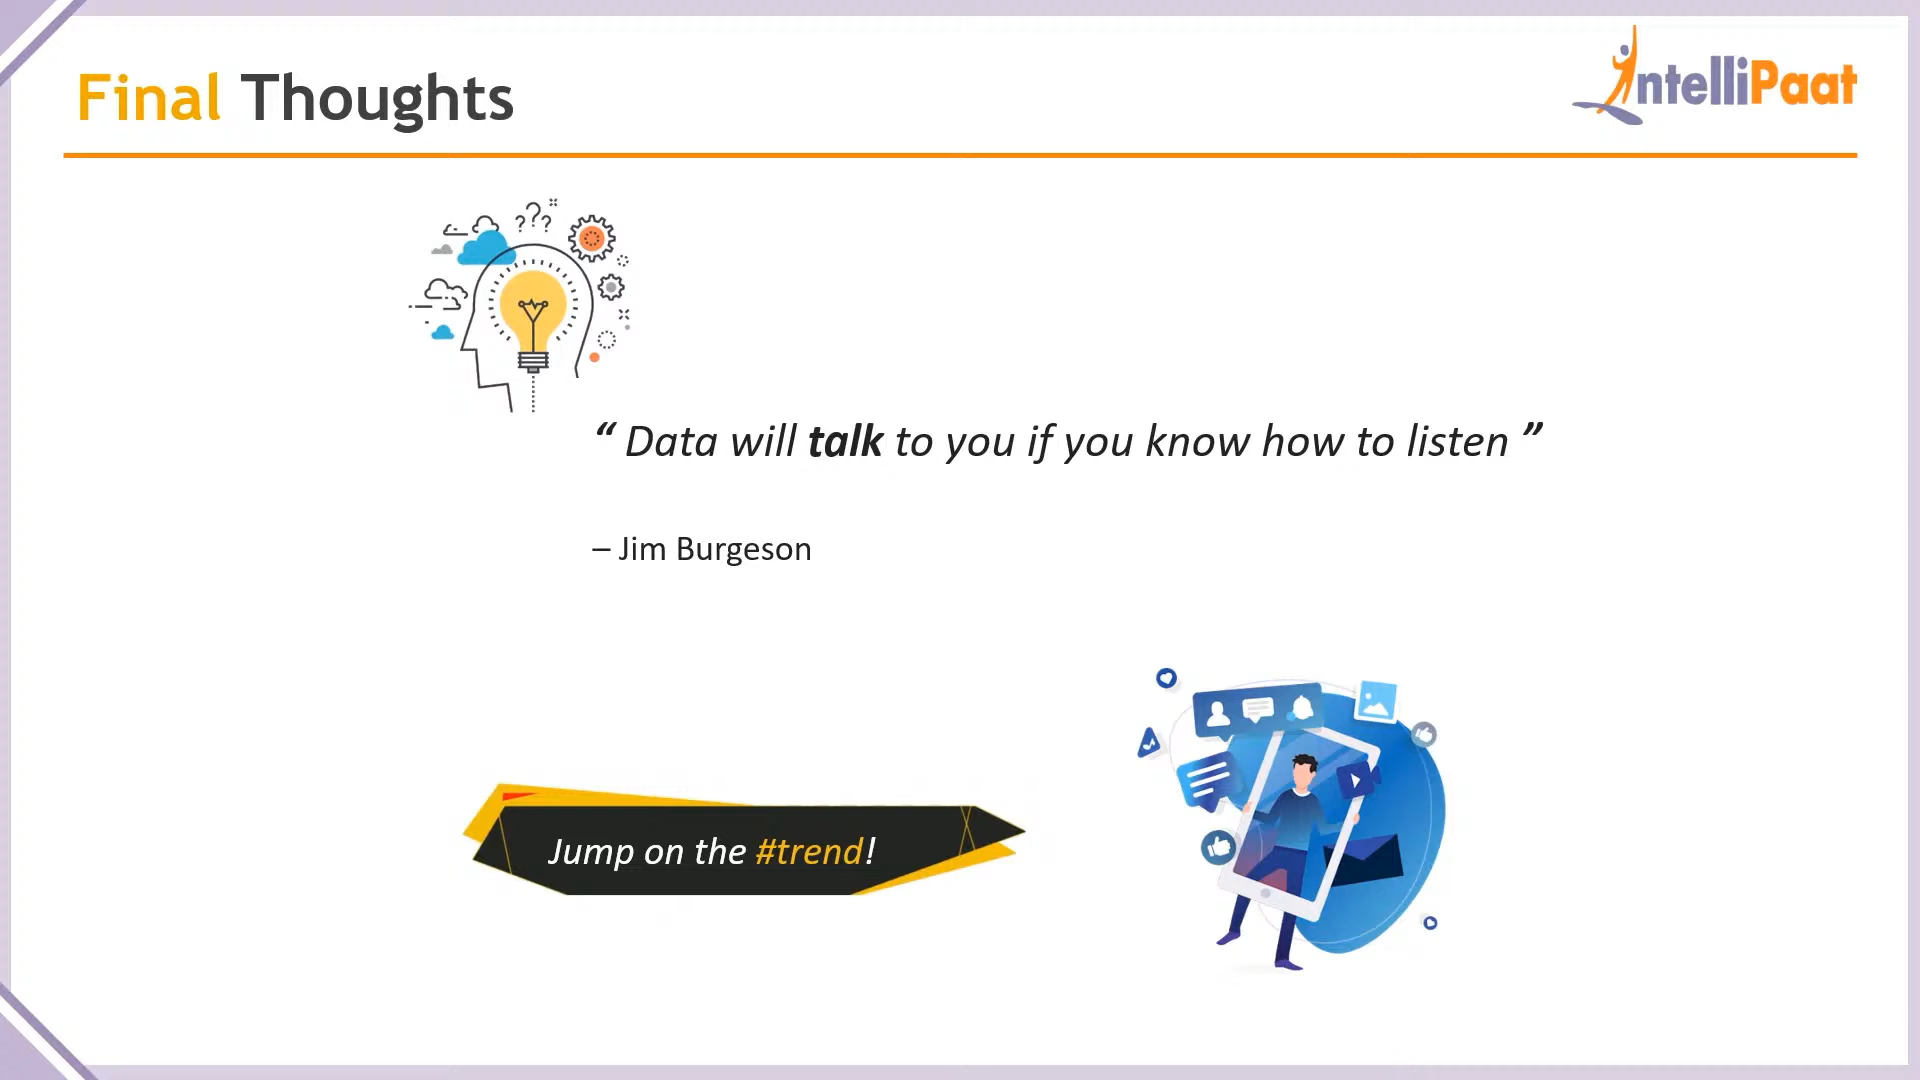 Final Thoughts
IntelliPaat
“ Data will talk to you if you know how to listen ”
– Jim Burgeson
Jump on the #trend!